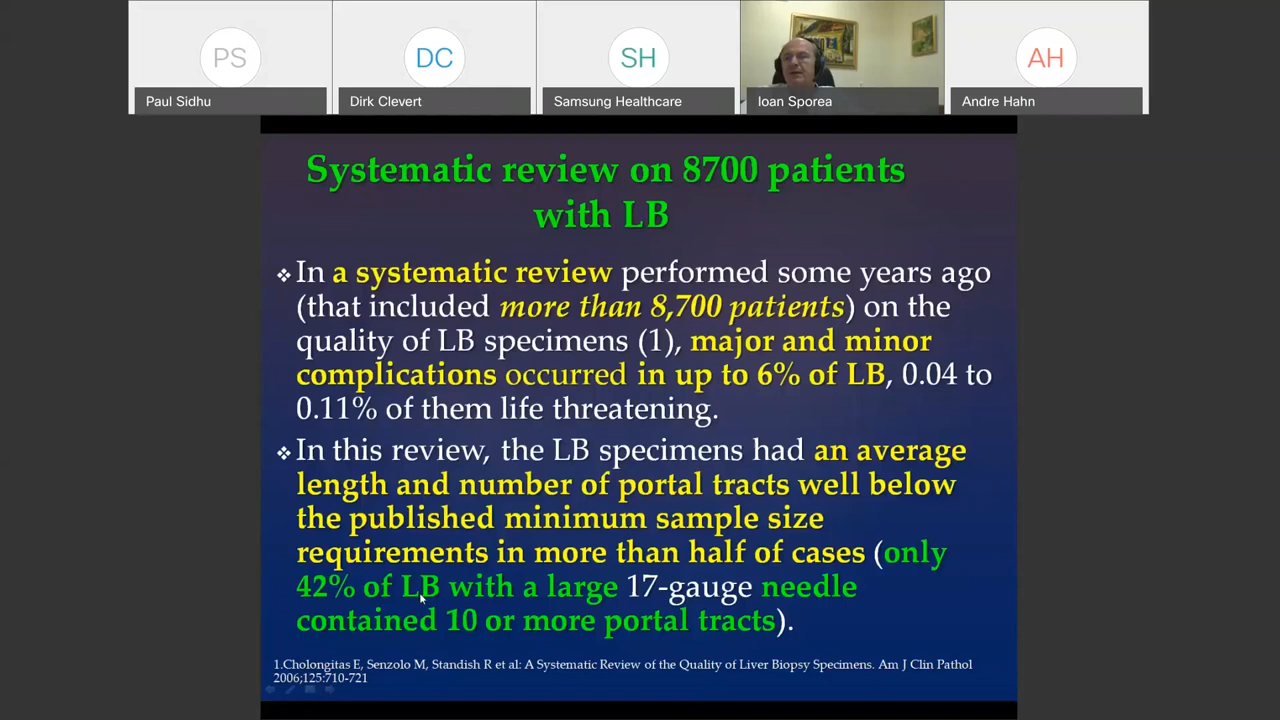 PS
DC
SH
AH
Paul Sidhu
Dirk Clevert
Samsung Healthcare
Ioan Sporea
Andre Hahn
Systematic review on 8700 patients
with LB
❖ In a systematic review performed some years ago
(that included more than 8,700 patients) on the
quality of LB specimens (1), major and minor
complications occurred in up to 6% of LB, 0.04 to
0.11% of them life threatening.
❖ In this review, the LB specimens had an average
length and number of portal tracts well below
the published minimum sample size
requirements in more than half of cases (only
42% of LB with a large 17-gauge needle
contained 10 or more portal tracts).
1.Cholongitas E, Senzolo M, Standish R et al: A Systematic Review of the Quality of Liver Biopsy Specimens. Am J Clin Pathol
2006;125:710-721